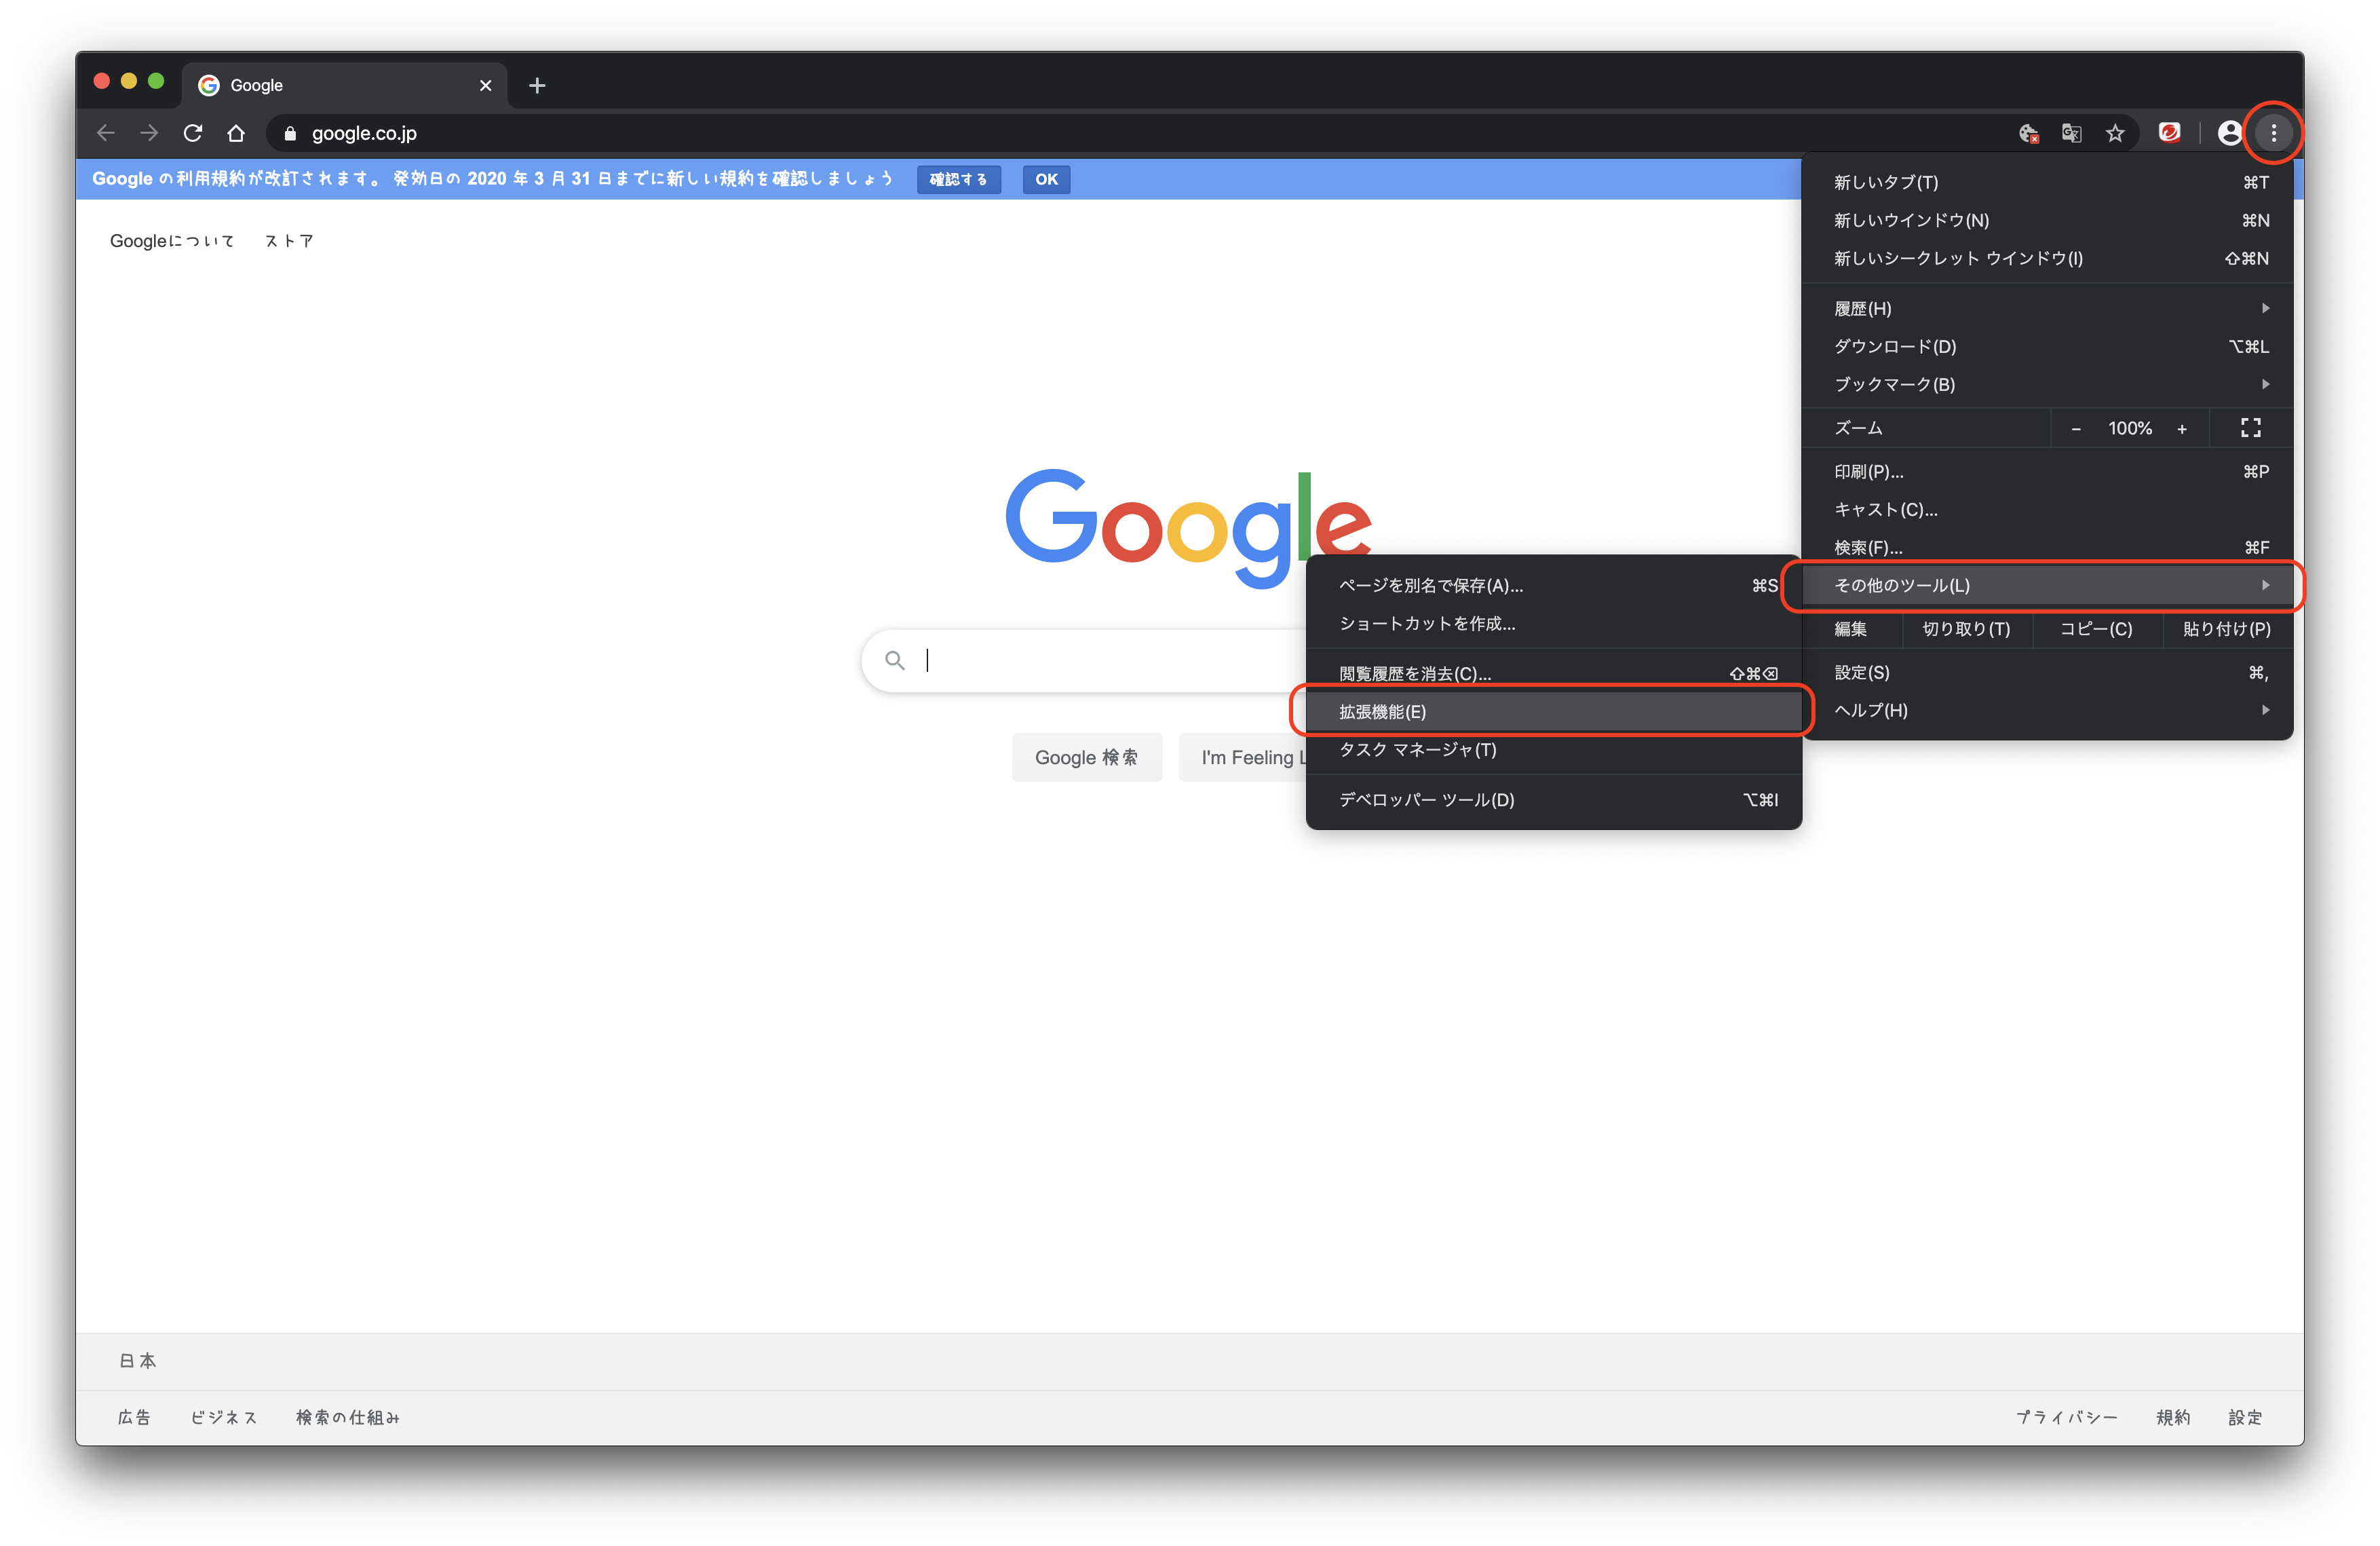 Google
google.co.jp
Google の利用規約が改訂されます。 発効日の 2020 年 3 月 31 日までに新しい規約を確認しましょう 確認する OK
Googleについて ストア
新しいタブ(T) ⌘T
新しいウインドウ(N) ⌘N
新しいシークレット ウインドウ(I) ⇧⌘N
履歴(H)
ダウンロード(D) ⌥⌘L
ブックマーク(B)
ズーム − 100% +
印刷(P)... ⌘P
キャスト(C)...
検索(F)... ⌘F
その他のツール(L)
編集 切り取り(T) コピー(C) 貼り付け(P)
設定(S) ⌘,
ヘルプ(H)
Google
ページを別名で保存(A)... ⌘S
ショートカットを作成...
閲覧履歴を消去(C)... ⇧⌘⌫
拡張機能(E)
タスク マネージャ(T)
デベロッパー ツール(D) ⌥⌘I
Google 検索 I'm Feeling
日本
広告 ビジネス 検索の仕組み プライバシー 規約 設定